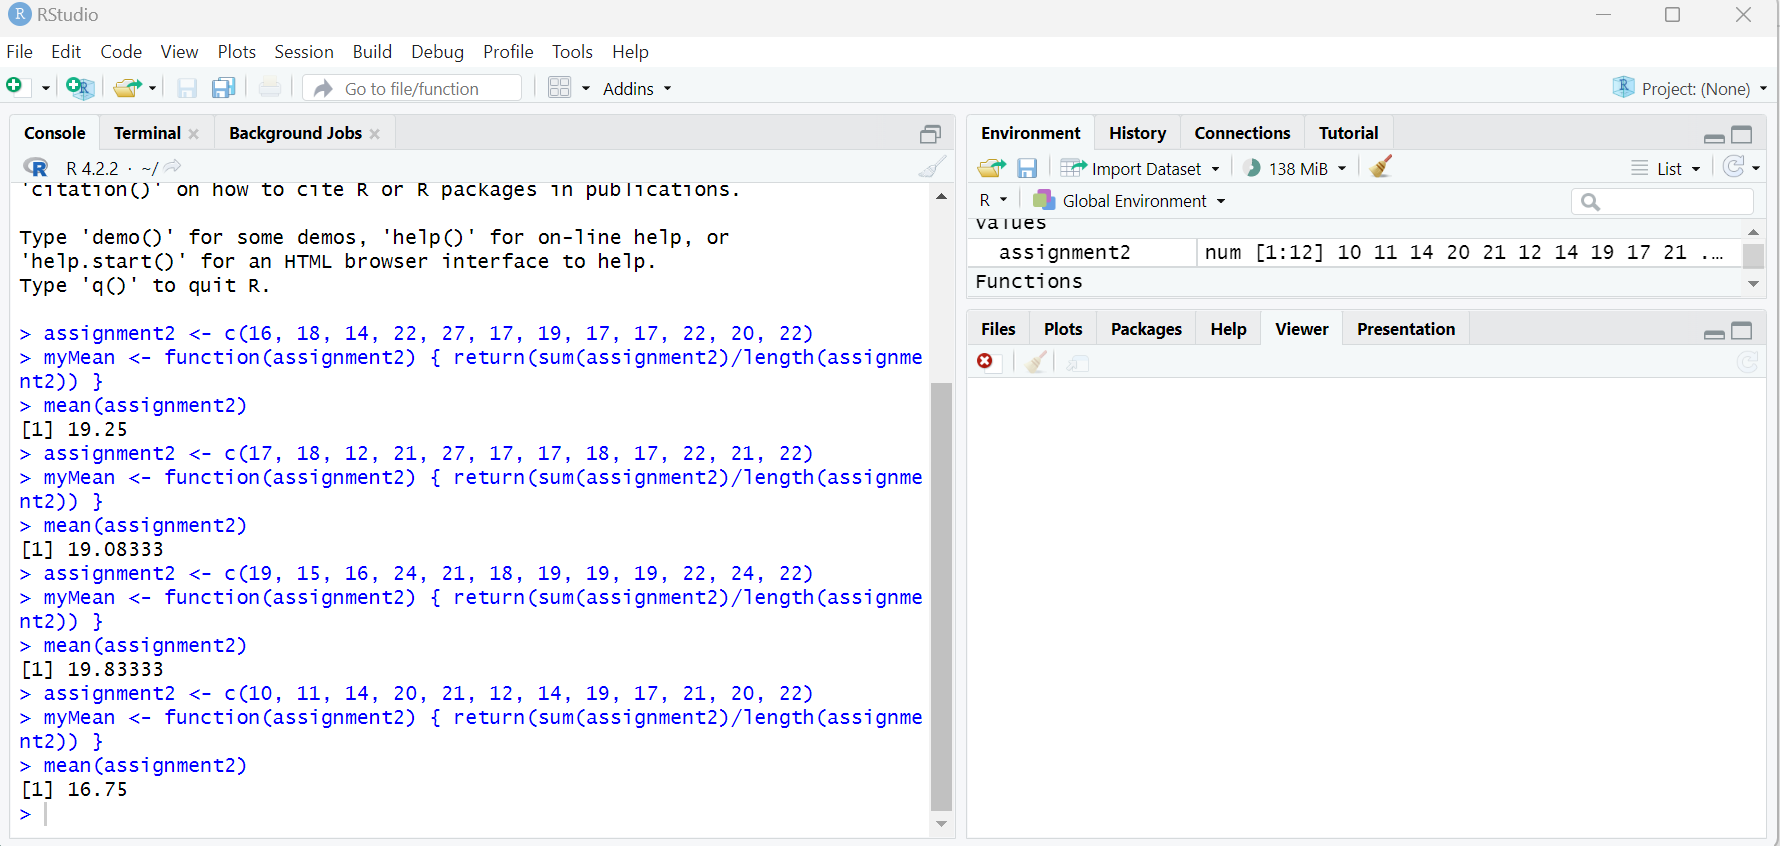 RStudio
File Edit Code View Plots Session Build Debug Profile Tools Help
Go to file/function Addins Project: (None)
Console Terminal Background Jobs
R 4.2.2 · ~/
'citation()' on how to cite R or R packages in publications.
Type 'demo()' for some demos, 'help()' for on-line help, or
'help.start()' for an HTML browser interface to help.
Type 'q()' to quit R.
> assignment2 <- c(16, 18, 14, 22, 27, 17, 19, 17, 17, 22, 20, 22)
> myMean <- function(assignment2) { return(sum(assignment2)/length(assignme
nt2)) }
> mean(assignment2)
[1] 19.25
> assignment2 <- c(17, 18, 12, 21, 27, 17, 17, 18, 17, 22, 21, 22)
> myMean <- function(assignment2) { return(sum(assignment2)/length(assignme
nt2)) }
> mean(assignment2)
[1] 19.08333
> assignment2 <- c(19, 15, 16, 24, 21, 18, 19, 19, 19, 22, 24, 22)
> myMean <- function(assignment2) { return(sum(assignment2)/length(assignme
nt2)) }
> mean(assignment2)
[1] 19.83333
> assignment2 <- c(10, 11, 14, 20, 21, 12, 14, 19, 17, 21, 20, 22)
> myMean <- function(assignment2) { return(sum(assignment2)/length(assignme
nt2)) }
> mean(assignment2)
[1] 16.75
>
Environment History Connections Tutorial
Import Dataset 138 MiB List
R Global Environment
Values
assignment2 num [1:12] 10 11 14 20 21 12 14 19 17 21 ...
Functions
Files Plots Packages Help Viewer Presentation